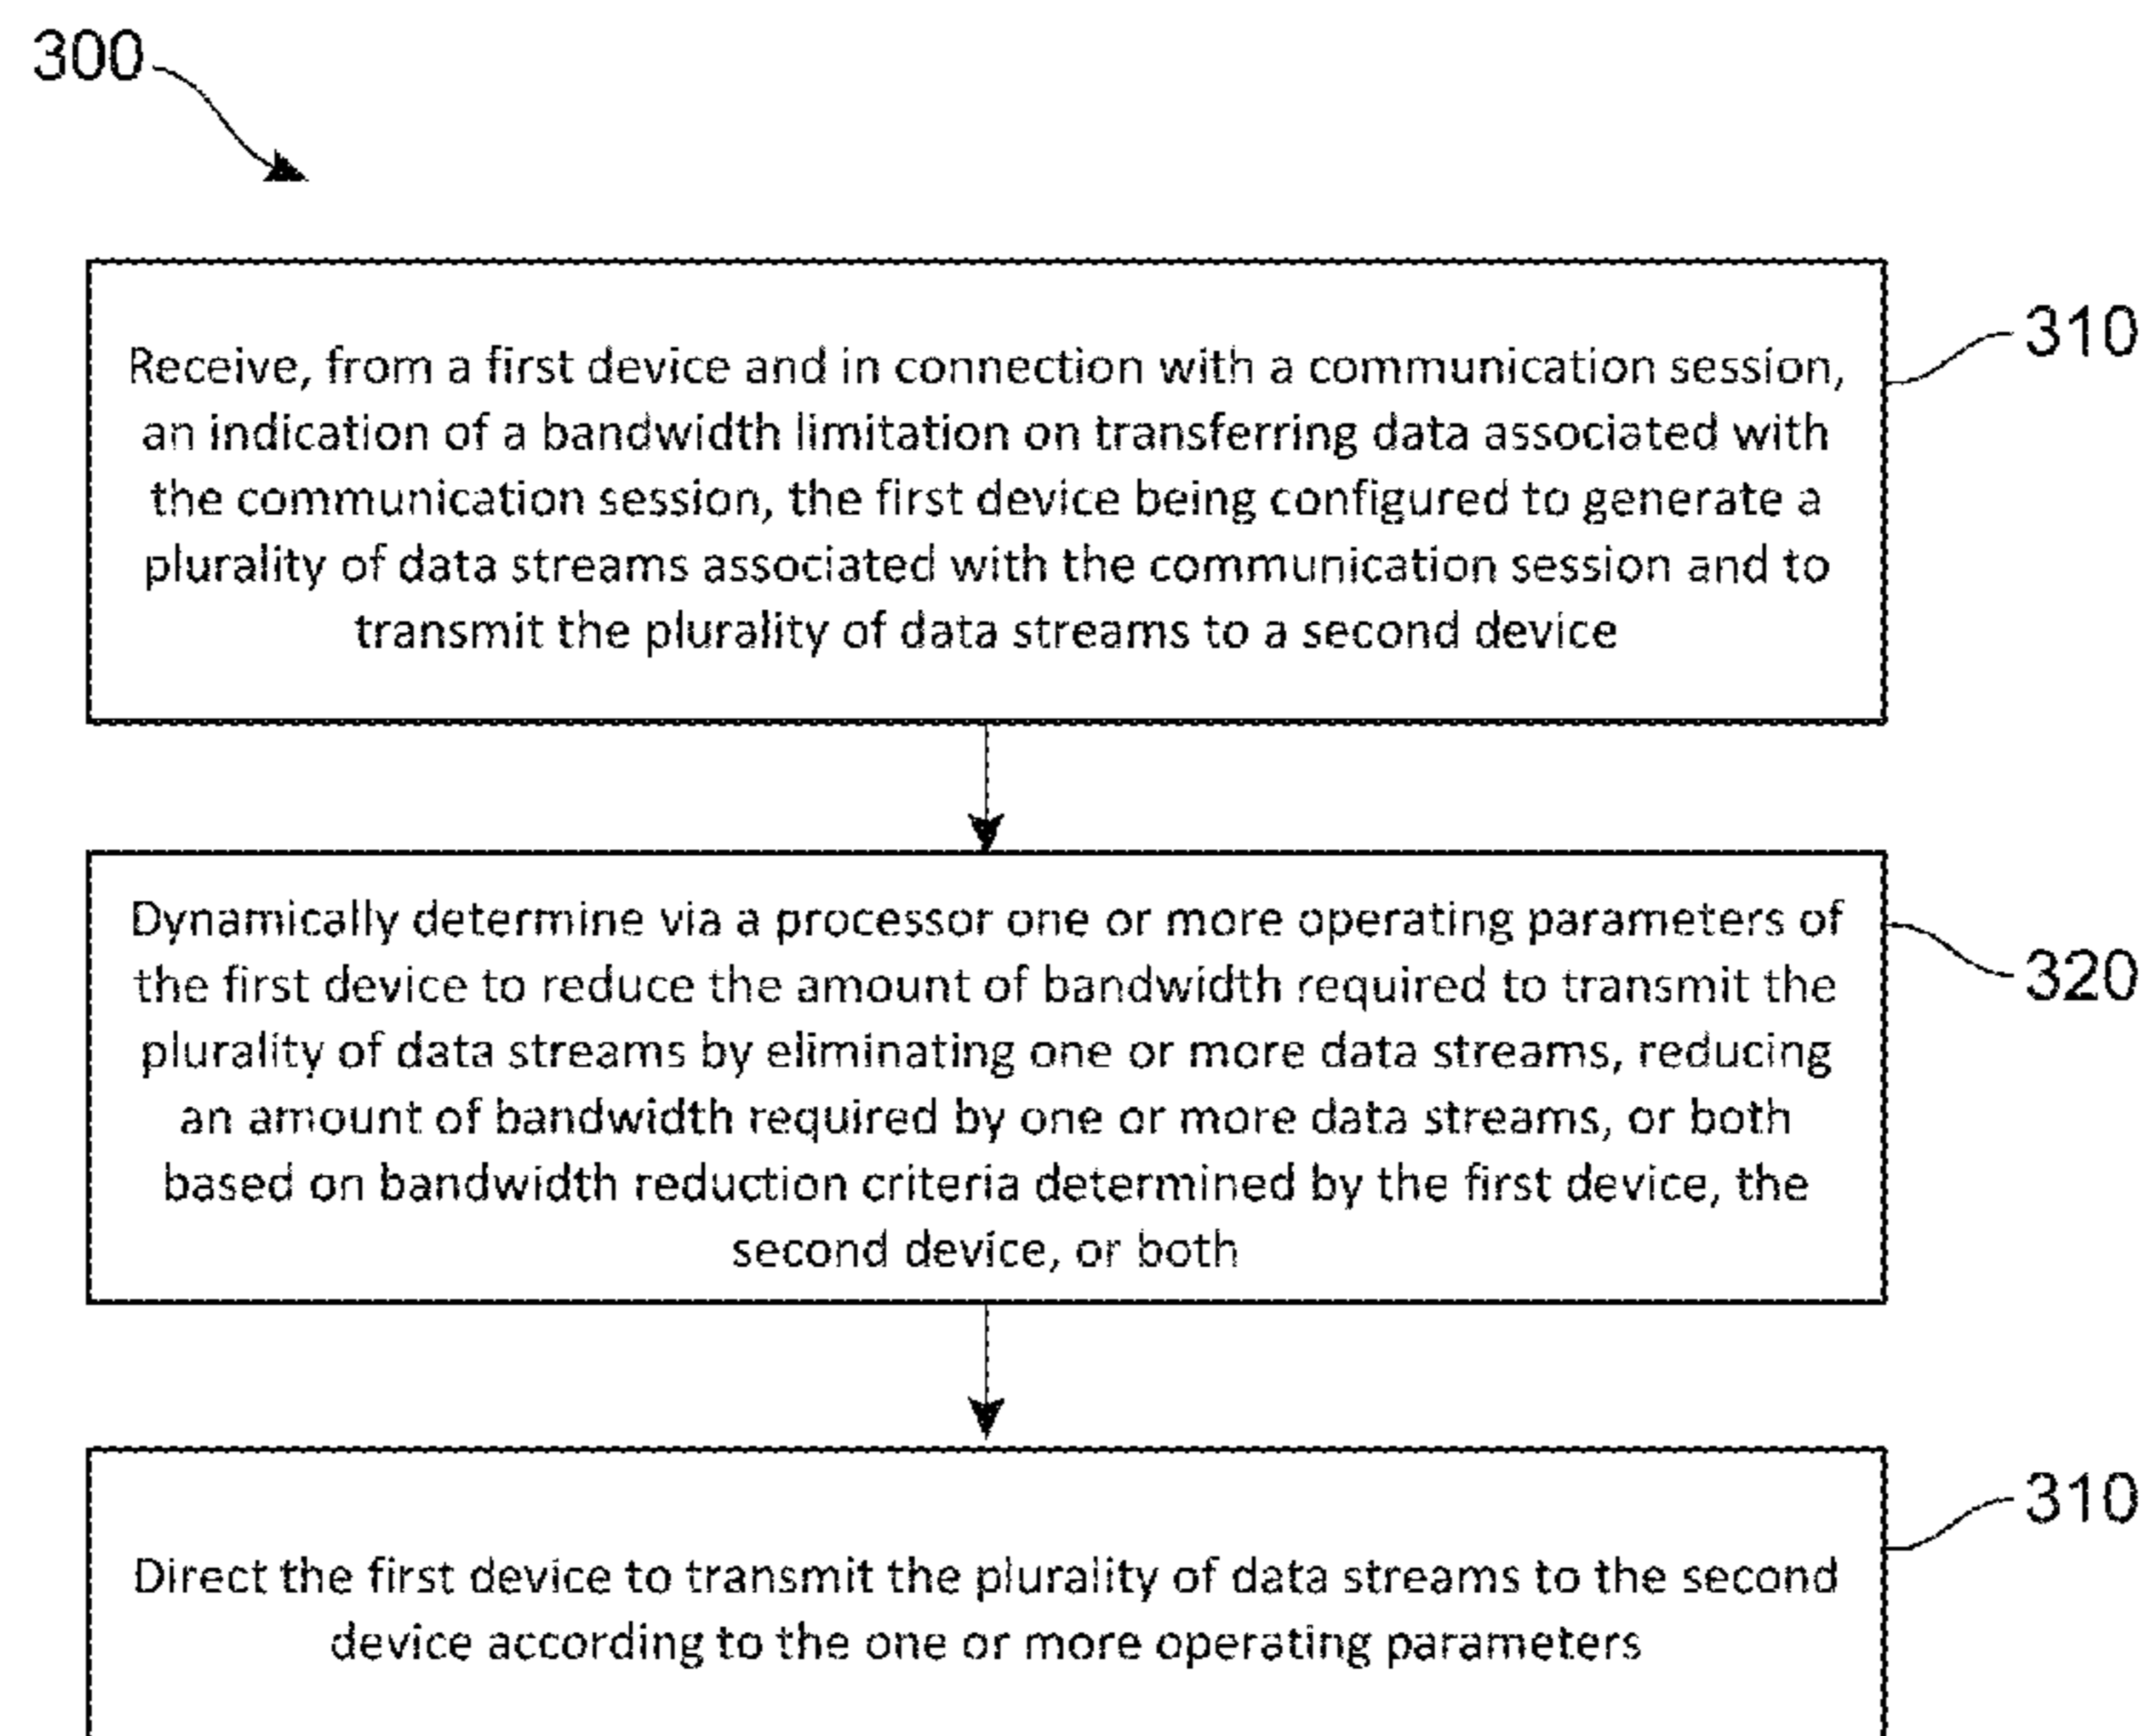 300
310
Receive, from a first device and in connection with a communication session,
an indication of a bandwidth limitation on transferring data associated with
the communication session, the first device being configured to generate a
plurality of data streams associated with the communication session and to
transmit the plurality of data streams to a second device
320
Dynamically determine via a processor one or more operating parameters of
the first device to reduce the amount of bandwidth required to transmit the
plurality of data streams by eliminating one or more data streams, reducing
an amount of bandwidth required by one or more data streams, or both
based on bandwidth reduction criteria determined by the first device, the
second device, or both
310
Direct the first device to transmit the plurality of data streams to the second
device according to the one or more operating parameters